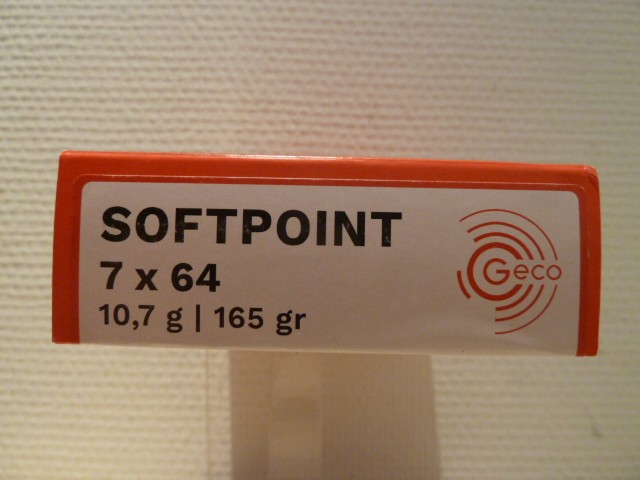 SOFTPOINT
7 x 64
10,7 g | 165 gr
Geco